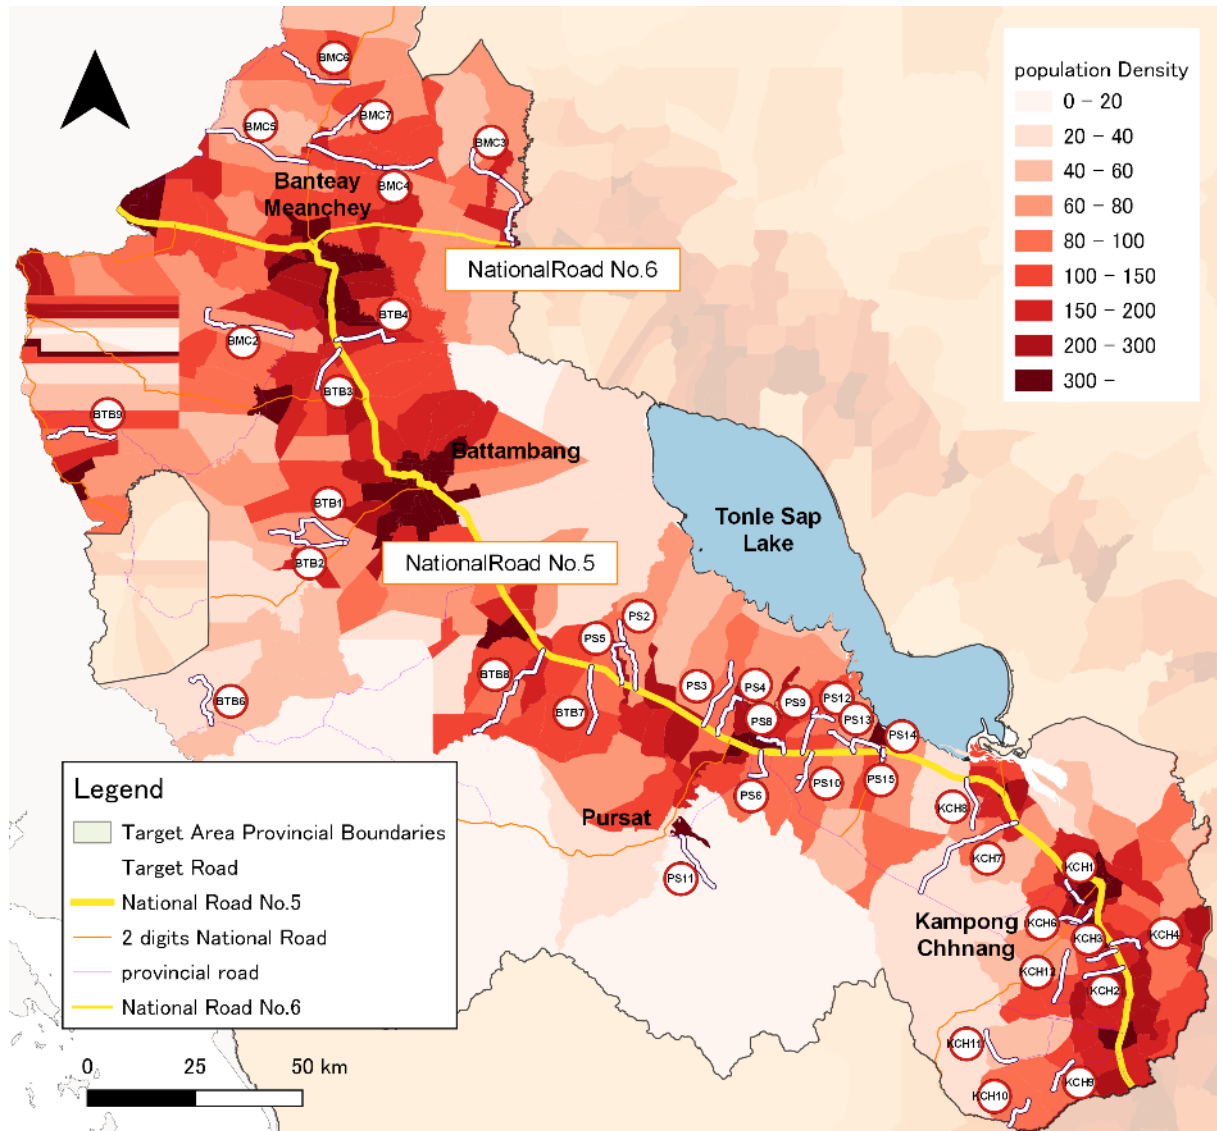 BMC6
population Density
0 - 20
20 - 40
40 - 60
60 - 80
80 - 100
100 - 150
150 - 200
200 - 300
300 -
BMC7
BMC5
BMC3
BMC4
Banteay
Meanchey
NationalRoad No.6
BTB4
BMC2
BTB3
BTB9
Battambang
BTB1
Tonle Sap
Lake
BTB2
NationalRoad No.5
PS2
PS5
BTB8
PS3
PS4
PS9
PS12
BTB6
BTB7
PS8
PS13
PS14
PS6
PS10
PS15
Pursat
KCH8
KCH7
PS11
KCH1
Kampong
Chhnang
KCH6
KCH3
KCH4
KCH12
KCH2
KCH11
KCH9
KCH10
Legend
Target Area Provincial Boundaries
Target Road
National Road No.5
2 digits National Road
provincial road
National Road No.6
0 25 50 km